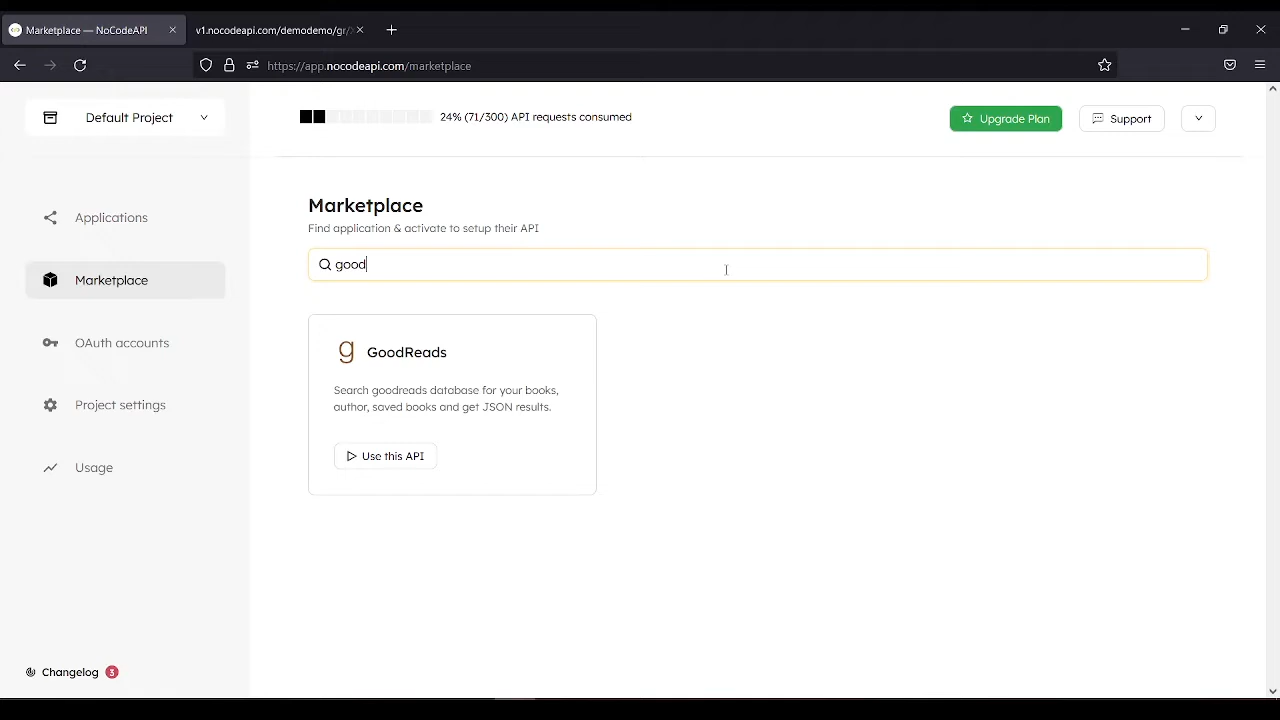 Marketplace — NoCodeAPI
v1.nocodeapi.com/demodemo/gr/
https://app.nocodeapi.com/marketplace
Default Project
24% (71/300) API requests consumed
Upgrade Plan
Support
Applications
Marketplace
OAuth accounts
Project settings
Usage
Changelog 3
Marketplace
Find application & activate to setup their API
good
g GoodReads
Search goodreads database for your books,
author, saved books and get JSON results.
Use this API